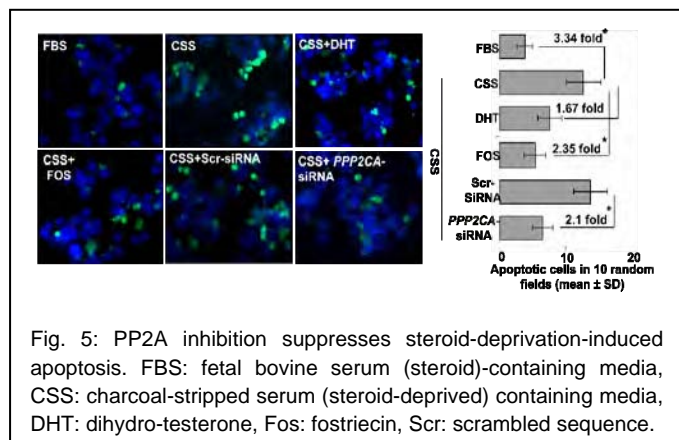 FBS
CSS
CSS+DHT
CSS+
FOS
CSS+Scr-siRNA
CSS+ PPP2CA-
siRNA
CSS
FBS
CSS
DHT
FOS
Scr-
SiRNA
PPP2CA-
siRNA
3.34 fold *
1.67 fold
2.35 fold *
2.1 fold *
0 10 20
Apoptotic cells in 10 random
fields (mean ± SD)
Fig. 5: PP2A inhibition suppresses steroid-deprivation-induced
apoptosis. FBS: fetal bovine serum (steroid)-containing media,
CSS: charcoal-stripped serum (steroid-deprived) containing media,
DHT: dihydro-testerone, Fos: fostriecin, Scr: scrambled sequence.